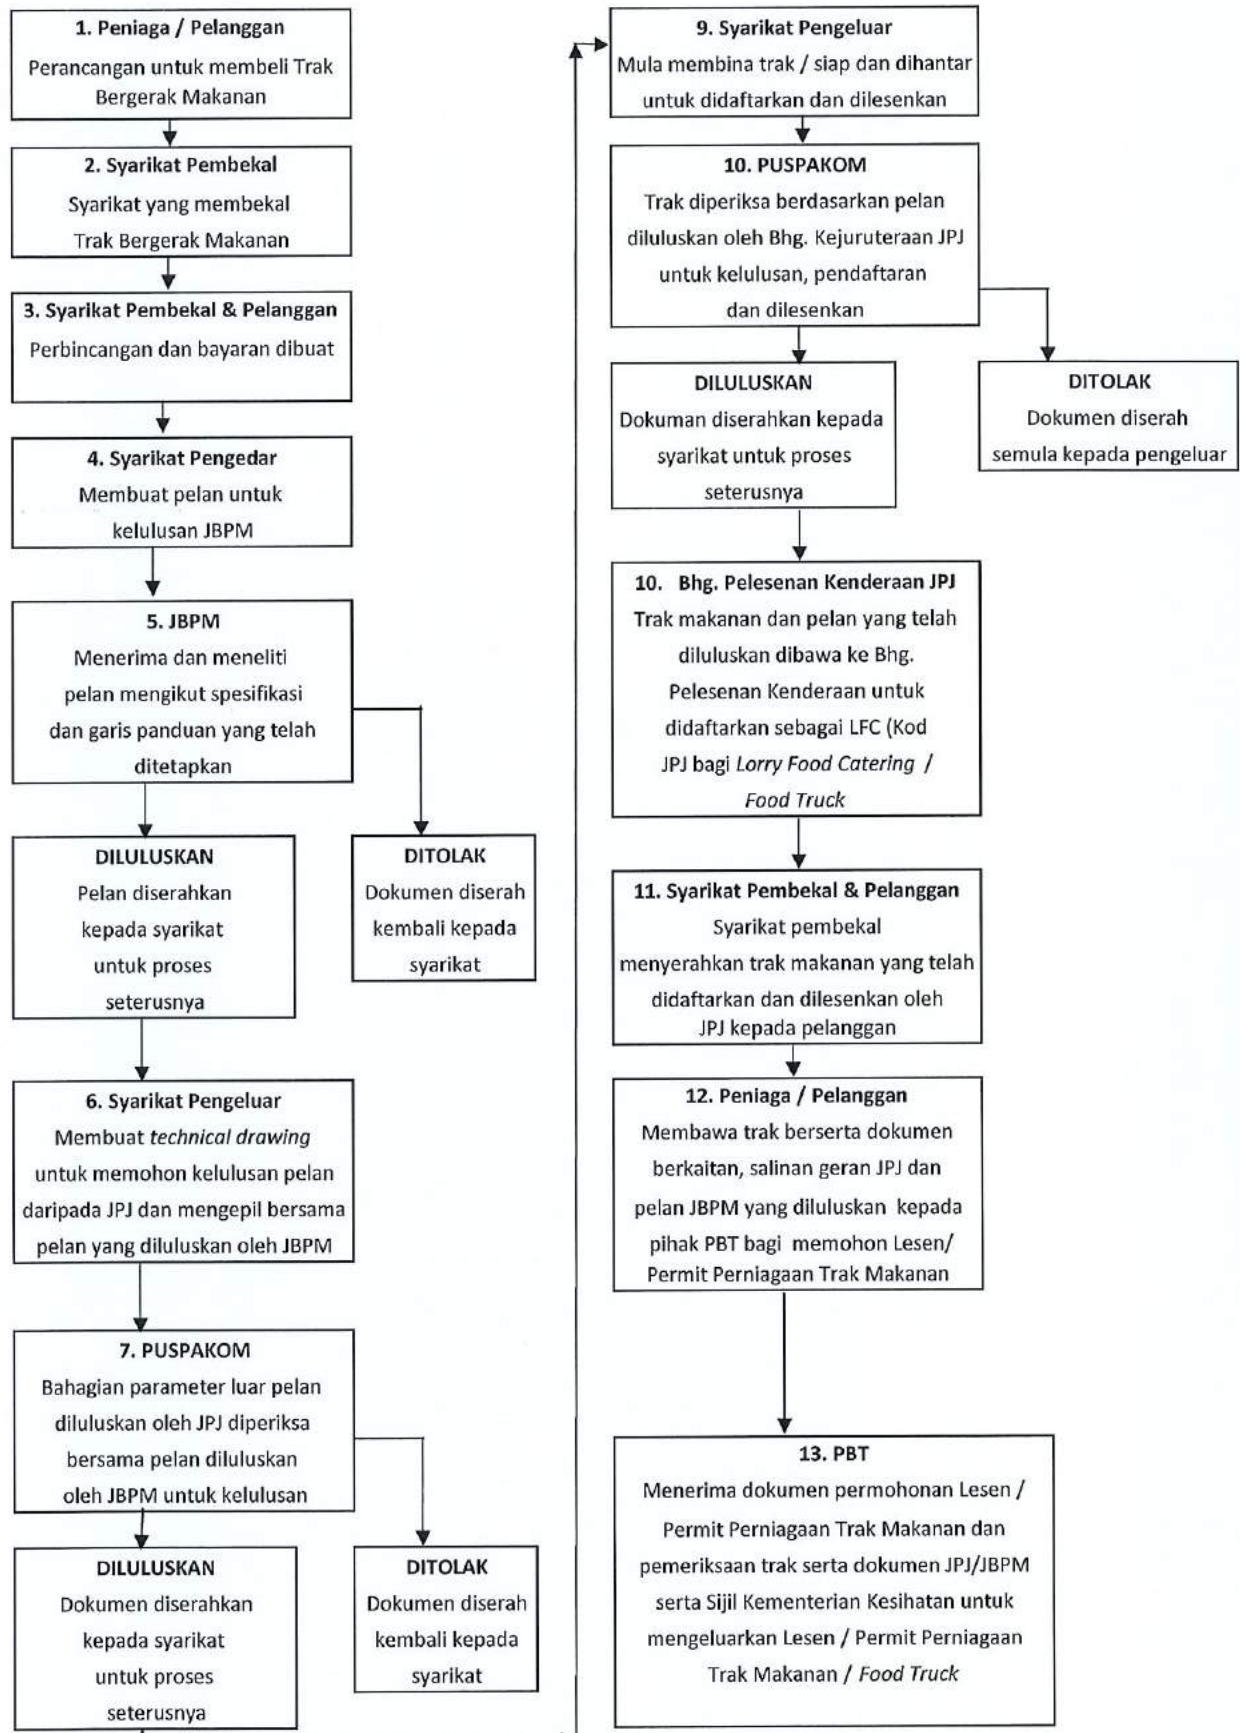 1. Peniaga / Pelanggan
Perancangan untuk membeli Trak
Bergerak Makanan
2. Syarikat Pembekal
Syarikat yang membekal
Trak Bergerak Makanan
3. Syarikat Pembekal & Pelanggan
Perbincangan dan bayaran dibuat
4. Syarikat Pengedar
Membuat pelan untuk
kelulusan JBPM
5. JBPM
Menerima dan meneliti
pelan mengikut spesifikasi
dan garis panduan yang telah
ditetapkan
DILULUSKAN
Pelan diserahkan
kepada syarikat
untuk proses
seterusnya
DITOLAK
Dokumen diserah
kembali kepada
syarikat
6. Syarikat Pengeluar
Membuat technical drawing
untuk memohon kelulusan pelan
daripada JPJ dan mengepil bersama
pelan yang diluluskan oleh JBPM
7. PUSPAKOM
Bahagian parameter luar pelan
diluluskan oleh JPJ diperiksa
bersama pelan diluluskan
oleh JBPM untuk kelulusan
DILULUSKAN
Dokumen diserahkan
kepada syarikat
untuk proses
seterusnya
DITOLAK
Dokumen diserah
kembali kepada
syarikat
9. Syarikat Pengeluar
Mula membina trak / siap dan dihantar
untuk didaftarkan dan dilesenkan
10. PUSPAKOM
Trak diperiksa berdasarkan pelan
diluluskan oleh Bhg. Kejuruteraan JPJ
untuk kelulusan, pendaftaran
dan dilesenkan
DILULUSKAN
Dokuman diserahkan kepada
syarikat untuk proses
seterusnya
DITOLAK
Dokumen diserah
semula kepada pengeluar
10. Bhg. Pelesenan Kenderaan JPJ
Trak makanan dan pelan yang telah
diluluskan dibawa ke Bhg.
Pelesenan Kenderaan untuk
didaftarkan sebagai LFC (Kod
JPJ bagi Lorry Food Catering /
Food Truck
11. Syarikat Pembekal & Pelanggan
Syarikat pembekal
menyerahkan trak makanan yang telah
didaftarkan dan dilesenkan oleh
JPJ kepada pelanggan
12. Peniaga / Pelanggan
Membawa trak berserta dokumen
berkaitan, salinan geran JPJ dan
pelan JBPM yang diluluskan kepada
pihak PBT bagi memohon Lesen/
Permit Perniagaan Trak Makanan
13. PBT
Menerima dokumen permohonan Lesen /
Permit Perniagaan Trak Makanan dan
pemeriksaan trak serta dokumen JPJ/JBPM
serta Sijil Kementerian Kesihatan untuk
mengeluarkan Lesen / Permit Perniagaan
Trak Makanan / Food Truck